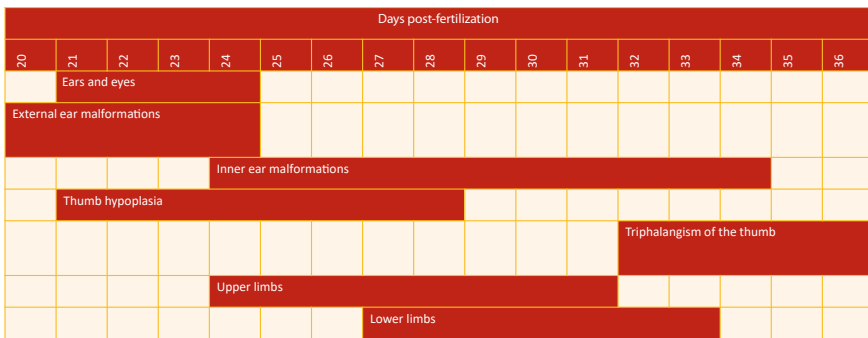 Days post-fertilization
20 21 22 23 24 25 26 27 28 29 30 31 32 33 34 35 36
Ears and eyes
External ear malformations
Inner ear malformations
Thumb hypoplasia
Triphalangism of the thumb
Upper limbs
Lower limbs